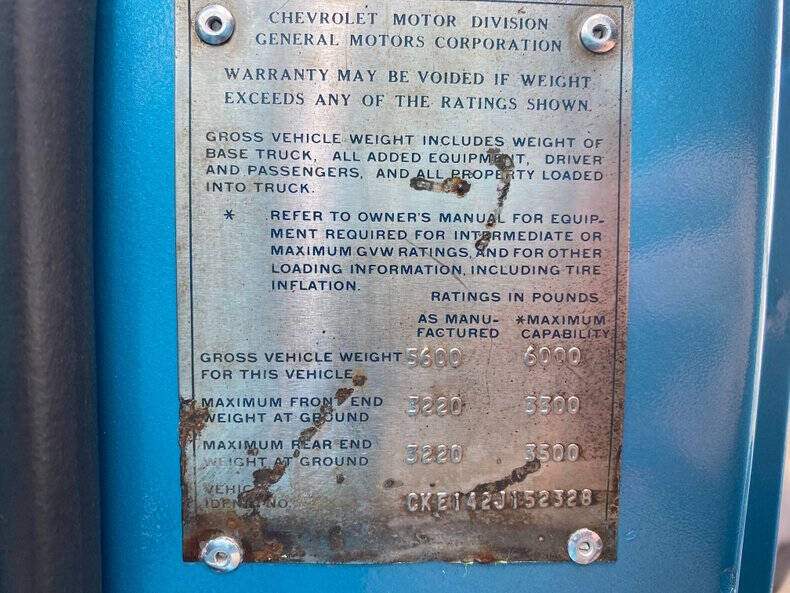 CHEVROLET MOTOR DIVISION
GENERAL MOTORS CORPORATION
WARRANTY MAY BE VOIDED IF WEIGHT
EXCEEDS ANY OF THE RATINGS SHOWN.
GROSS VEHICLE WEIGHT INCLUDES WEIGHT OF
BASE TRUCK, ALL ADDED EQUIPMENT, DRIVER
AND PASSENGERS, AND ALL PROPERTY LOADED
INTO TRUCK.
* REFER TO OWNER'S MANUAL FOR EQUIP-
MENT REQUIRED FOR INTERMEDIATE OR
MAXIMUM GVW RATINGS, AND FOR OTHER
LOADING INFORMATION, INCLUDING TIRE
INFLATION.
RATINGS IN POUNDS
AS MANU- *MAXIMUM
FACTURED CAPABILITY
GROSS VEHICLE WEIGHT 5600 6000
FOR THIS VEHICLE
MAXIMUM FRONT END 3220 3300
WEIGHT AT GROUND
MAXIMUM REAR END 3220 3500
WEIGHT AT GROUND
VEHICLE
IDENT. NO. CKE142J152328